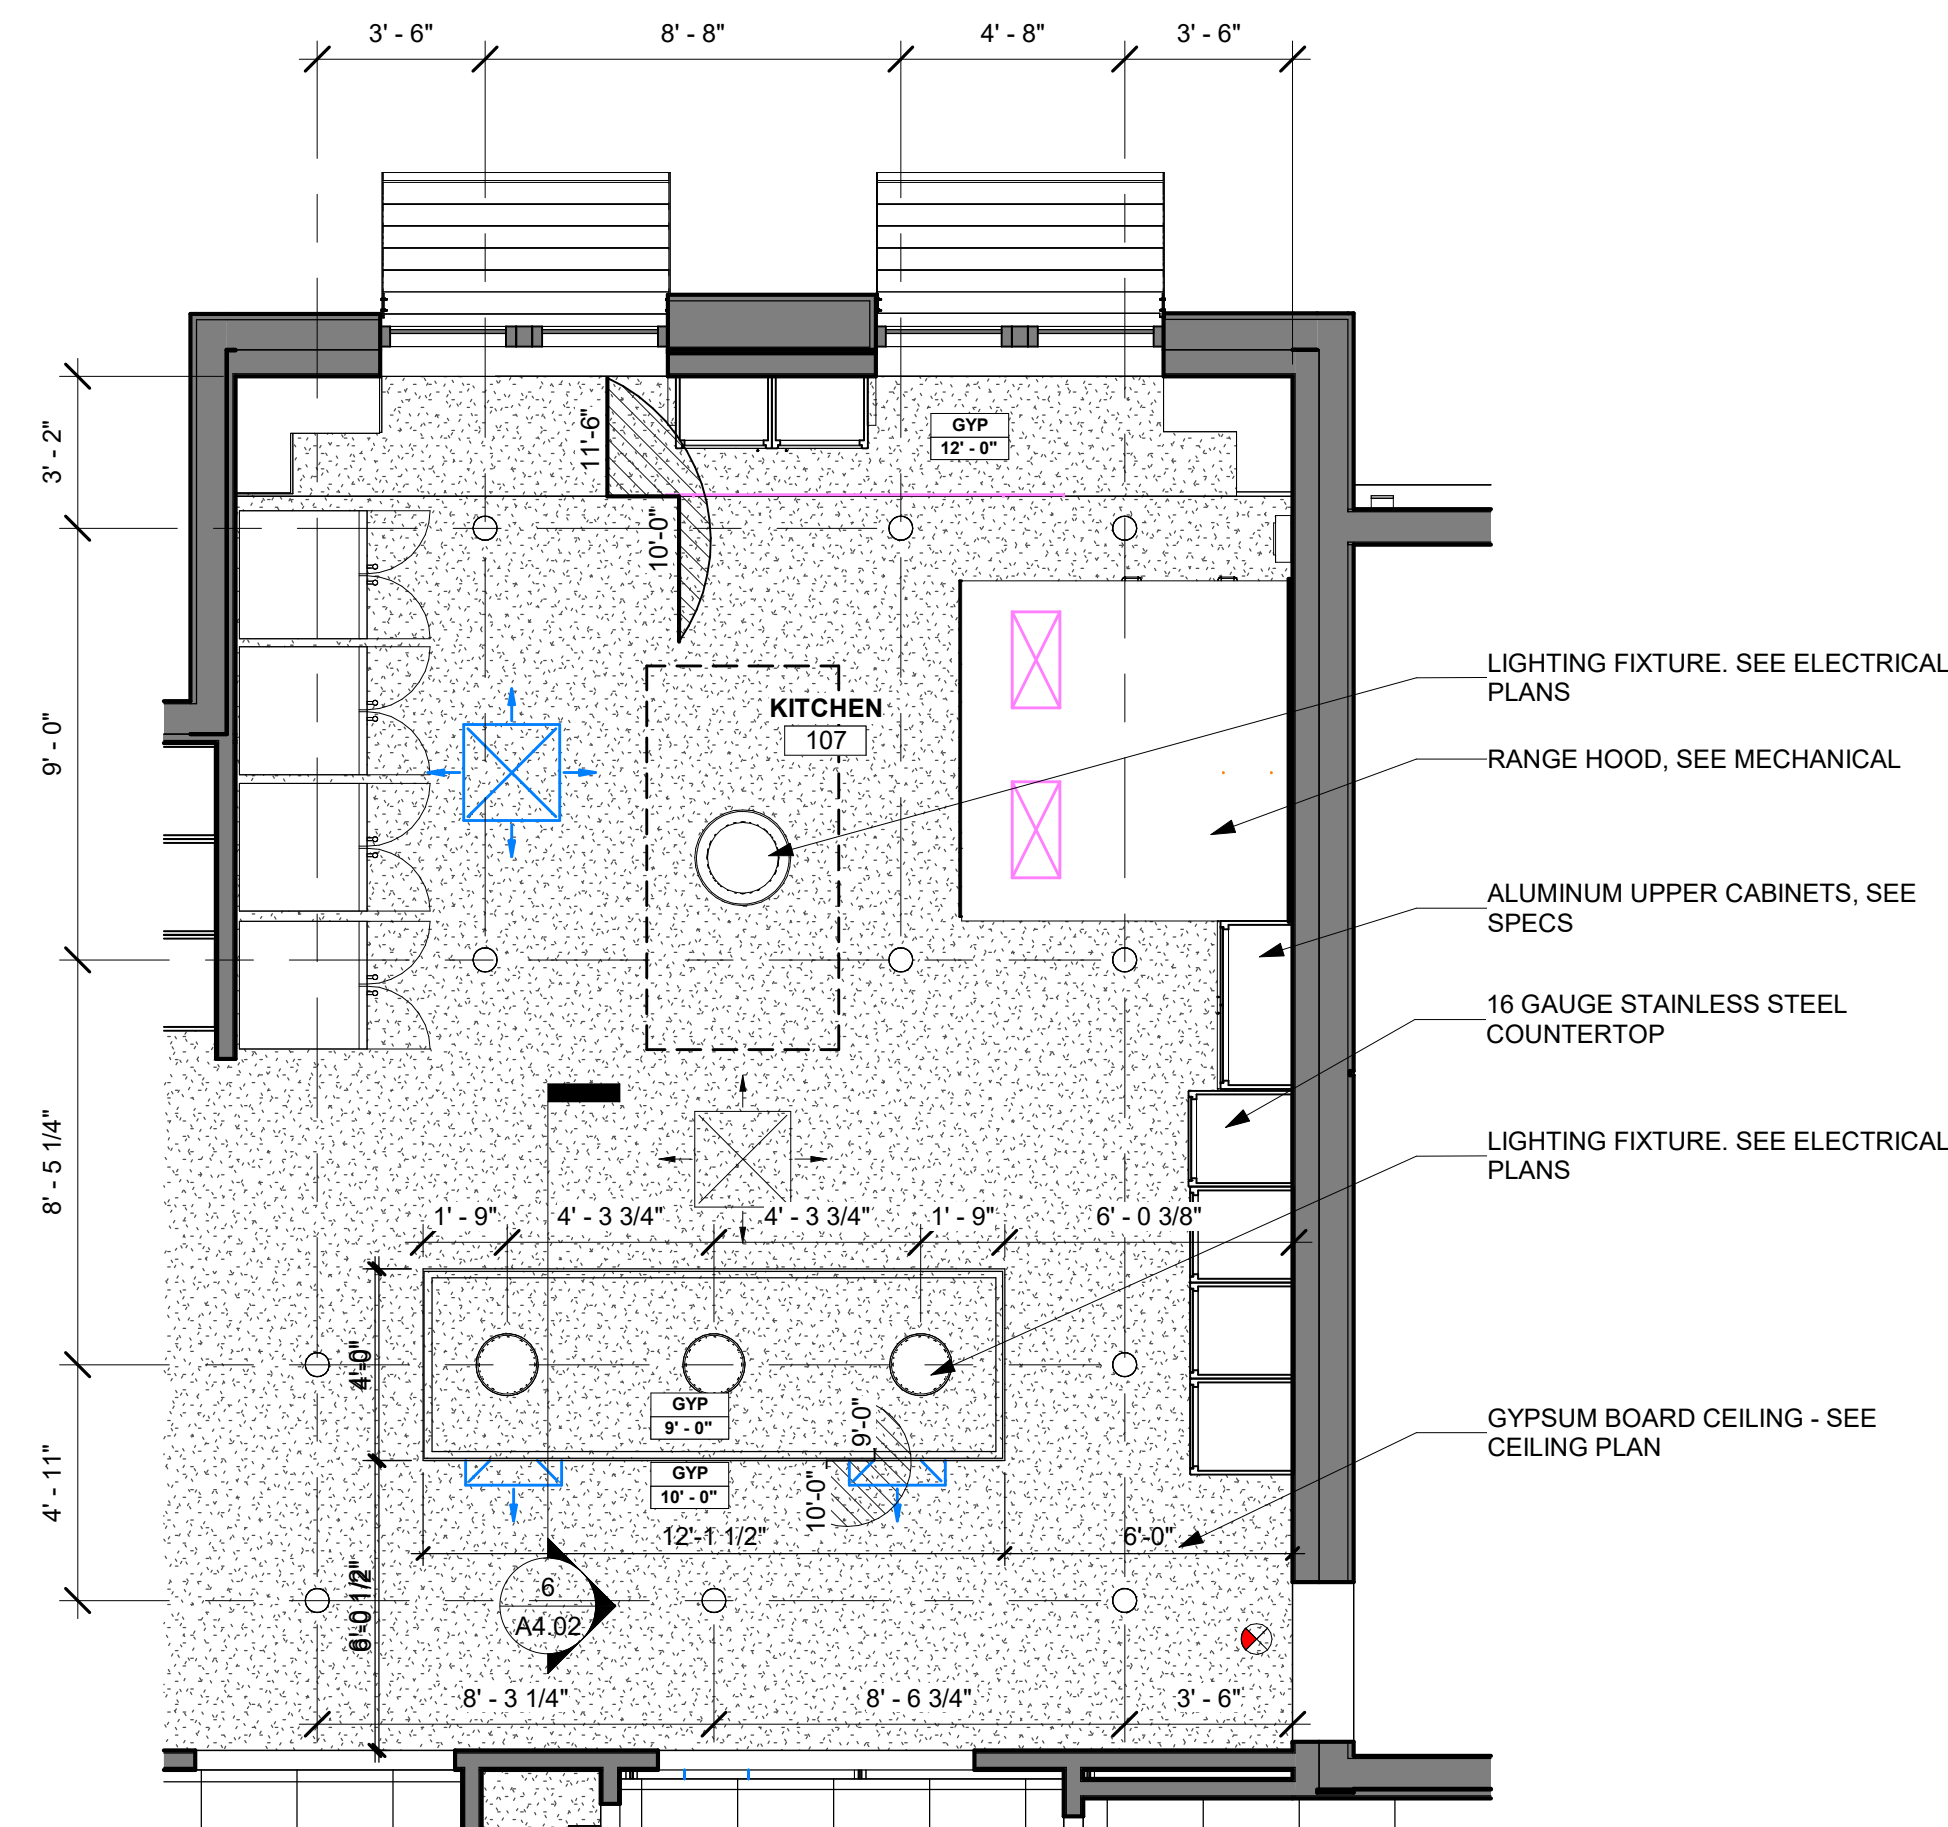 3' - 6"
8' - 8"
4' - 8"
3' - 6"
3' - 2"
11'-6"
GYP
12' - 0"
10'-0"
9' - 0"
KITCHEN
107
LIGHTING FIXTURE. SEE ELECTRICAL
PLANS
RANGE HOOD, SEE MECHANICAL
ALUMINUM UPPER CABINETS, SEE
SPECS
16 GAUGE STAINLESS STEEL
COUNTERTOP
8' - 5 1/4"
LIGHTING FIXTURE. SEE ELECTRICAL
PLANS
1' - 9"
4' - 3 3/4"
4' - 3 3/4"
1' - 9"
6' - 0 3/8"
4'-0"
GYP
9' - 0"
9'-0"
GYP
10' - 0"
10'-0"
GYPSUM BOARD CEILING - SEE
CEILING PLAN
4' - 11"
12'-1 1/2"
6'-0"
6'-0 1/2"
6
A4.02
8' - 3 1/4"
8' - 6 3/4"
3' - 6"